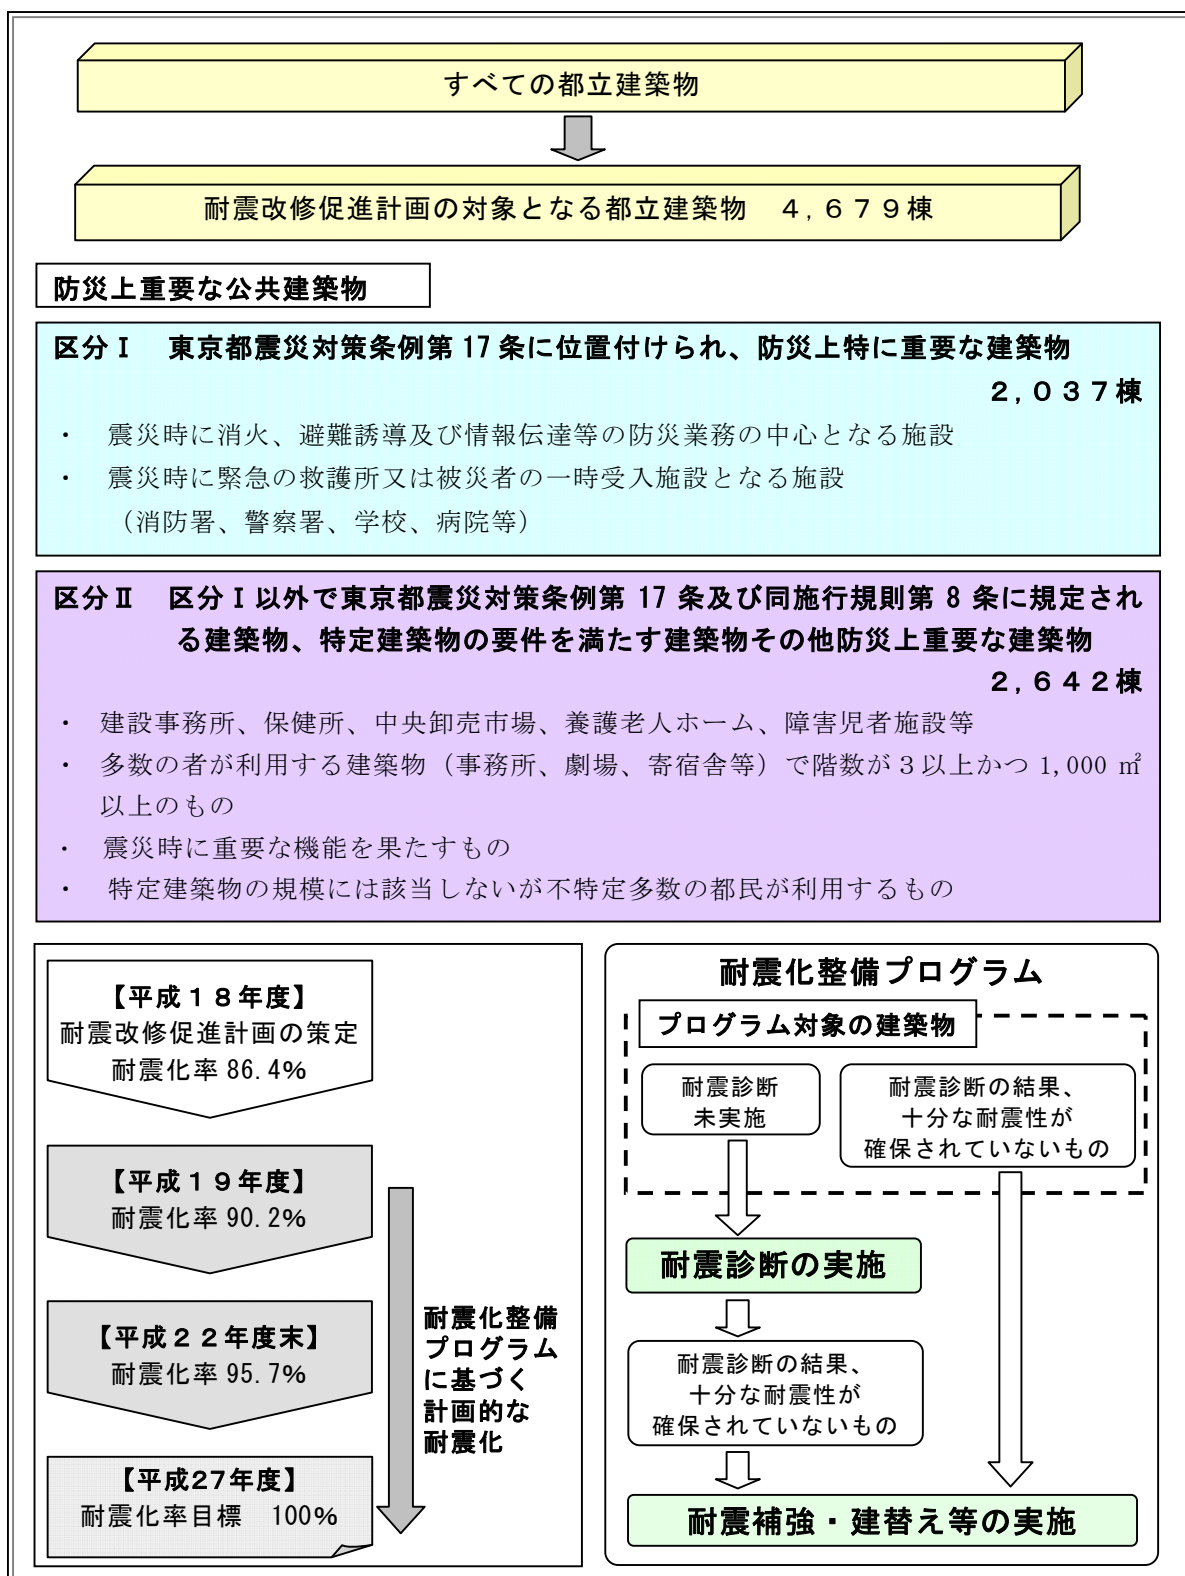 すべての都立建築物
耐震改修促進計画の対象となる都立建築物　４,６７９棟
防災上重要な公共建築物
区分Ⅰ　東京都震災対策条例第 17 条に位置付けられ、防災上特に重要な建築物
２,０３７棟
・　震災時に消火、避難誘導及び情報伝達等の防災業務の中心となる施設
・　震災時に緊急の救護所又は被災者の一時受入施設となる施設
（消防署、警察署、学校、病院等）
区分Ⅱ　区分Ⅰ以外で東京都震災対策条例第 17 条及び同施行規則第 8 条に規定され
る建築物、特定建築物の要件を満たす建築物その他防災上重要な建築物
２,６４２棟
・　建設事務所、保健所、中央卸売市場、養護老人ホーム、障害児者施設等
・　多数の者が利用する建築物（事務所、劇場、寄宿舎等）で階数が３以上かつ 1,000 ㎡
以上のもの
・　震災時に重要な機能を果たすもの
・　特定建築物の規模には該当しないが不特定多数の都民が利用するもの
【平成１８年度】
耐震改修促進計画の策定
耐震化率 86.4%
【平成１９年度】
耐震化率 90.2%
【平成２２年度末】
耐震化率 95.7%
【平成27年度】
耐震化率目標　100%
耐震化整備
プログラム
に基づく
計画的な
耐震化
耐震化整備プログラム
プログラム対象の建築物
耐震診断
未実施
耐震診断の結果、
十分な耐震性が
確保されていないもの
耐震診断の実施
耐震診断の結果、
十分な耐震性が
確保されていないもの
耐震補強・建替え等の実施